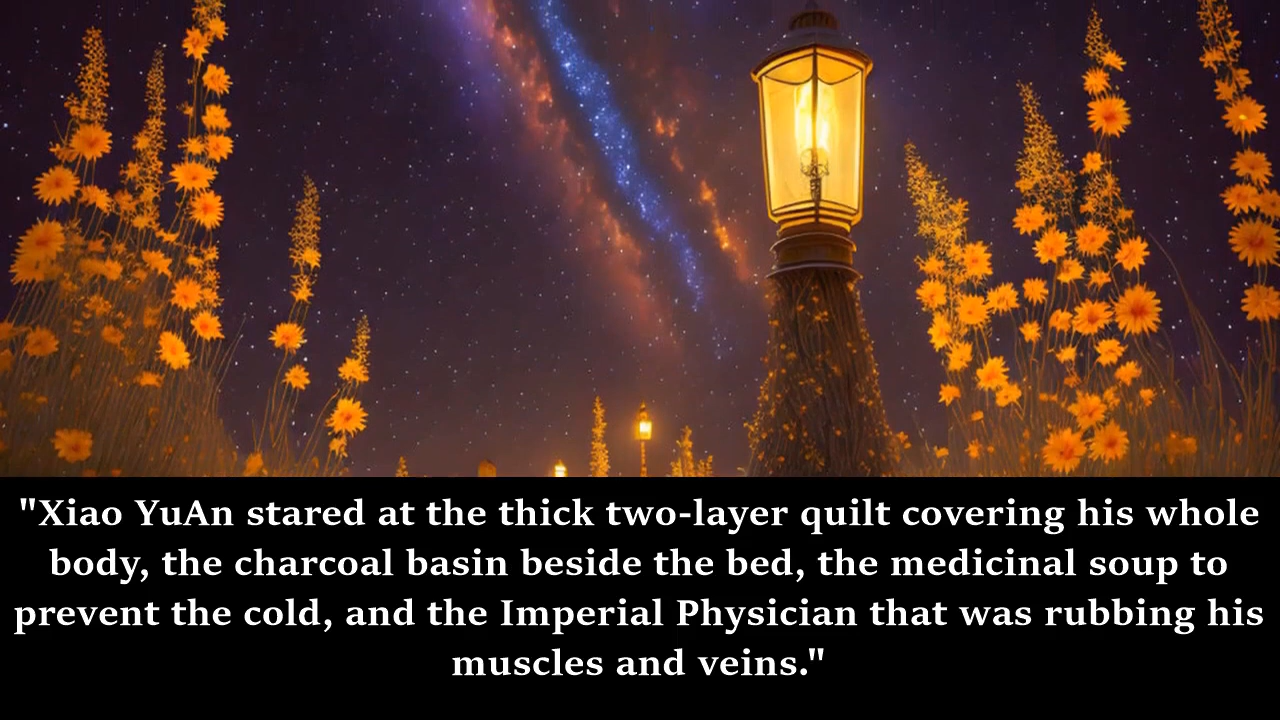 "Xiao YuAn stared at the thick two-layer quilt covering his whole
body, the charcoal basin beside the bed, the medicinal soup to
prevent the cold, and the Imperial Physician that was rubbing his
muscles and veins."